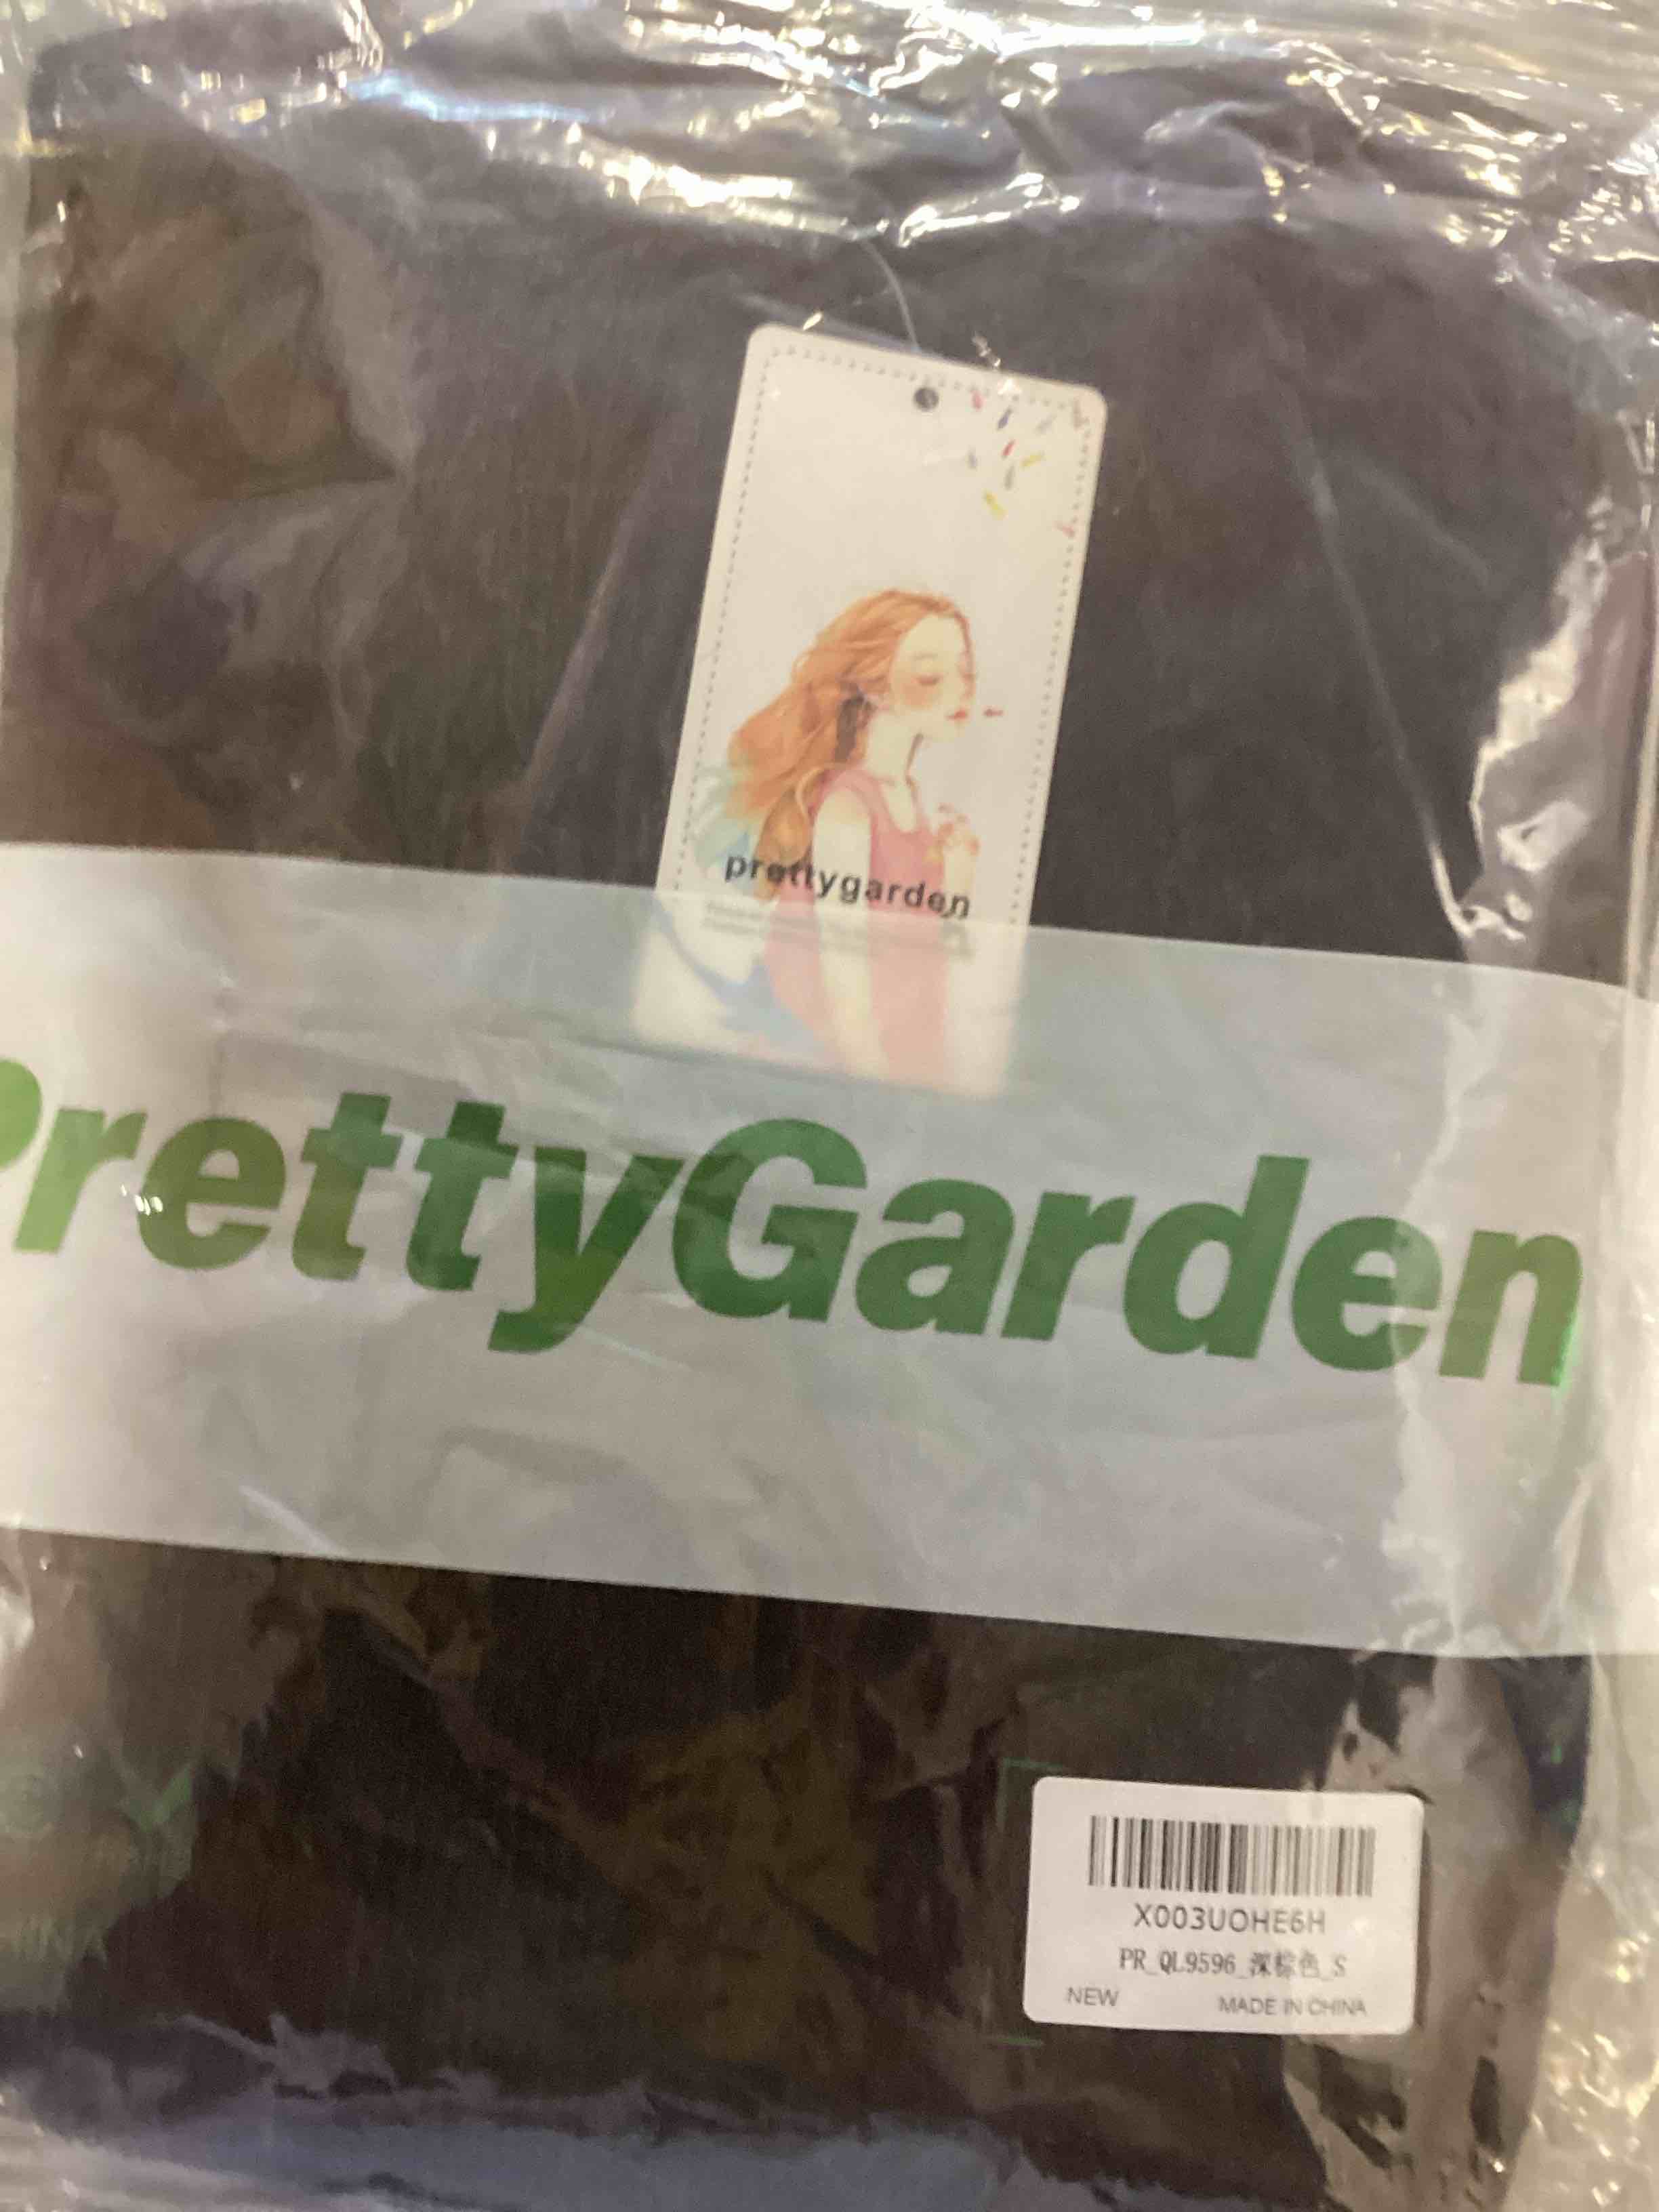 prettygarden
PrettyGarden
X003UOHE6H
PR_QL9596_深棕色_S
NEW
MADE IN CHINA